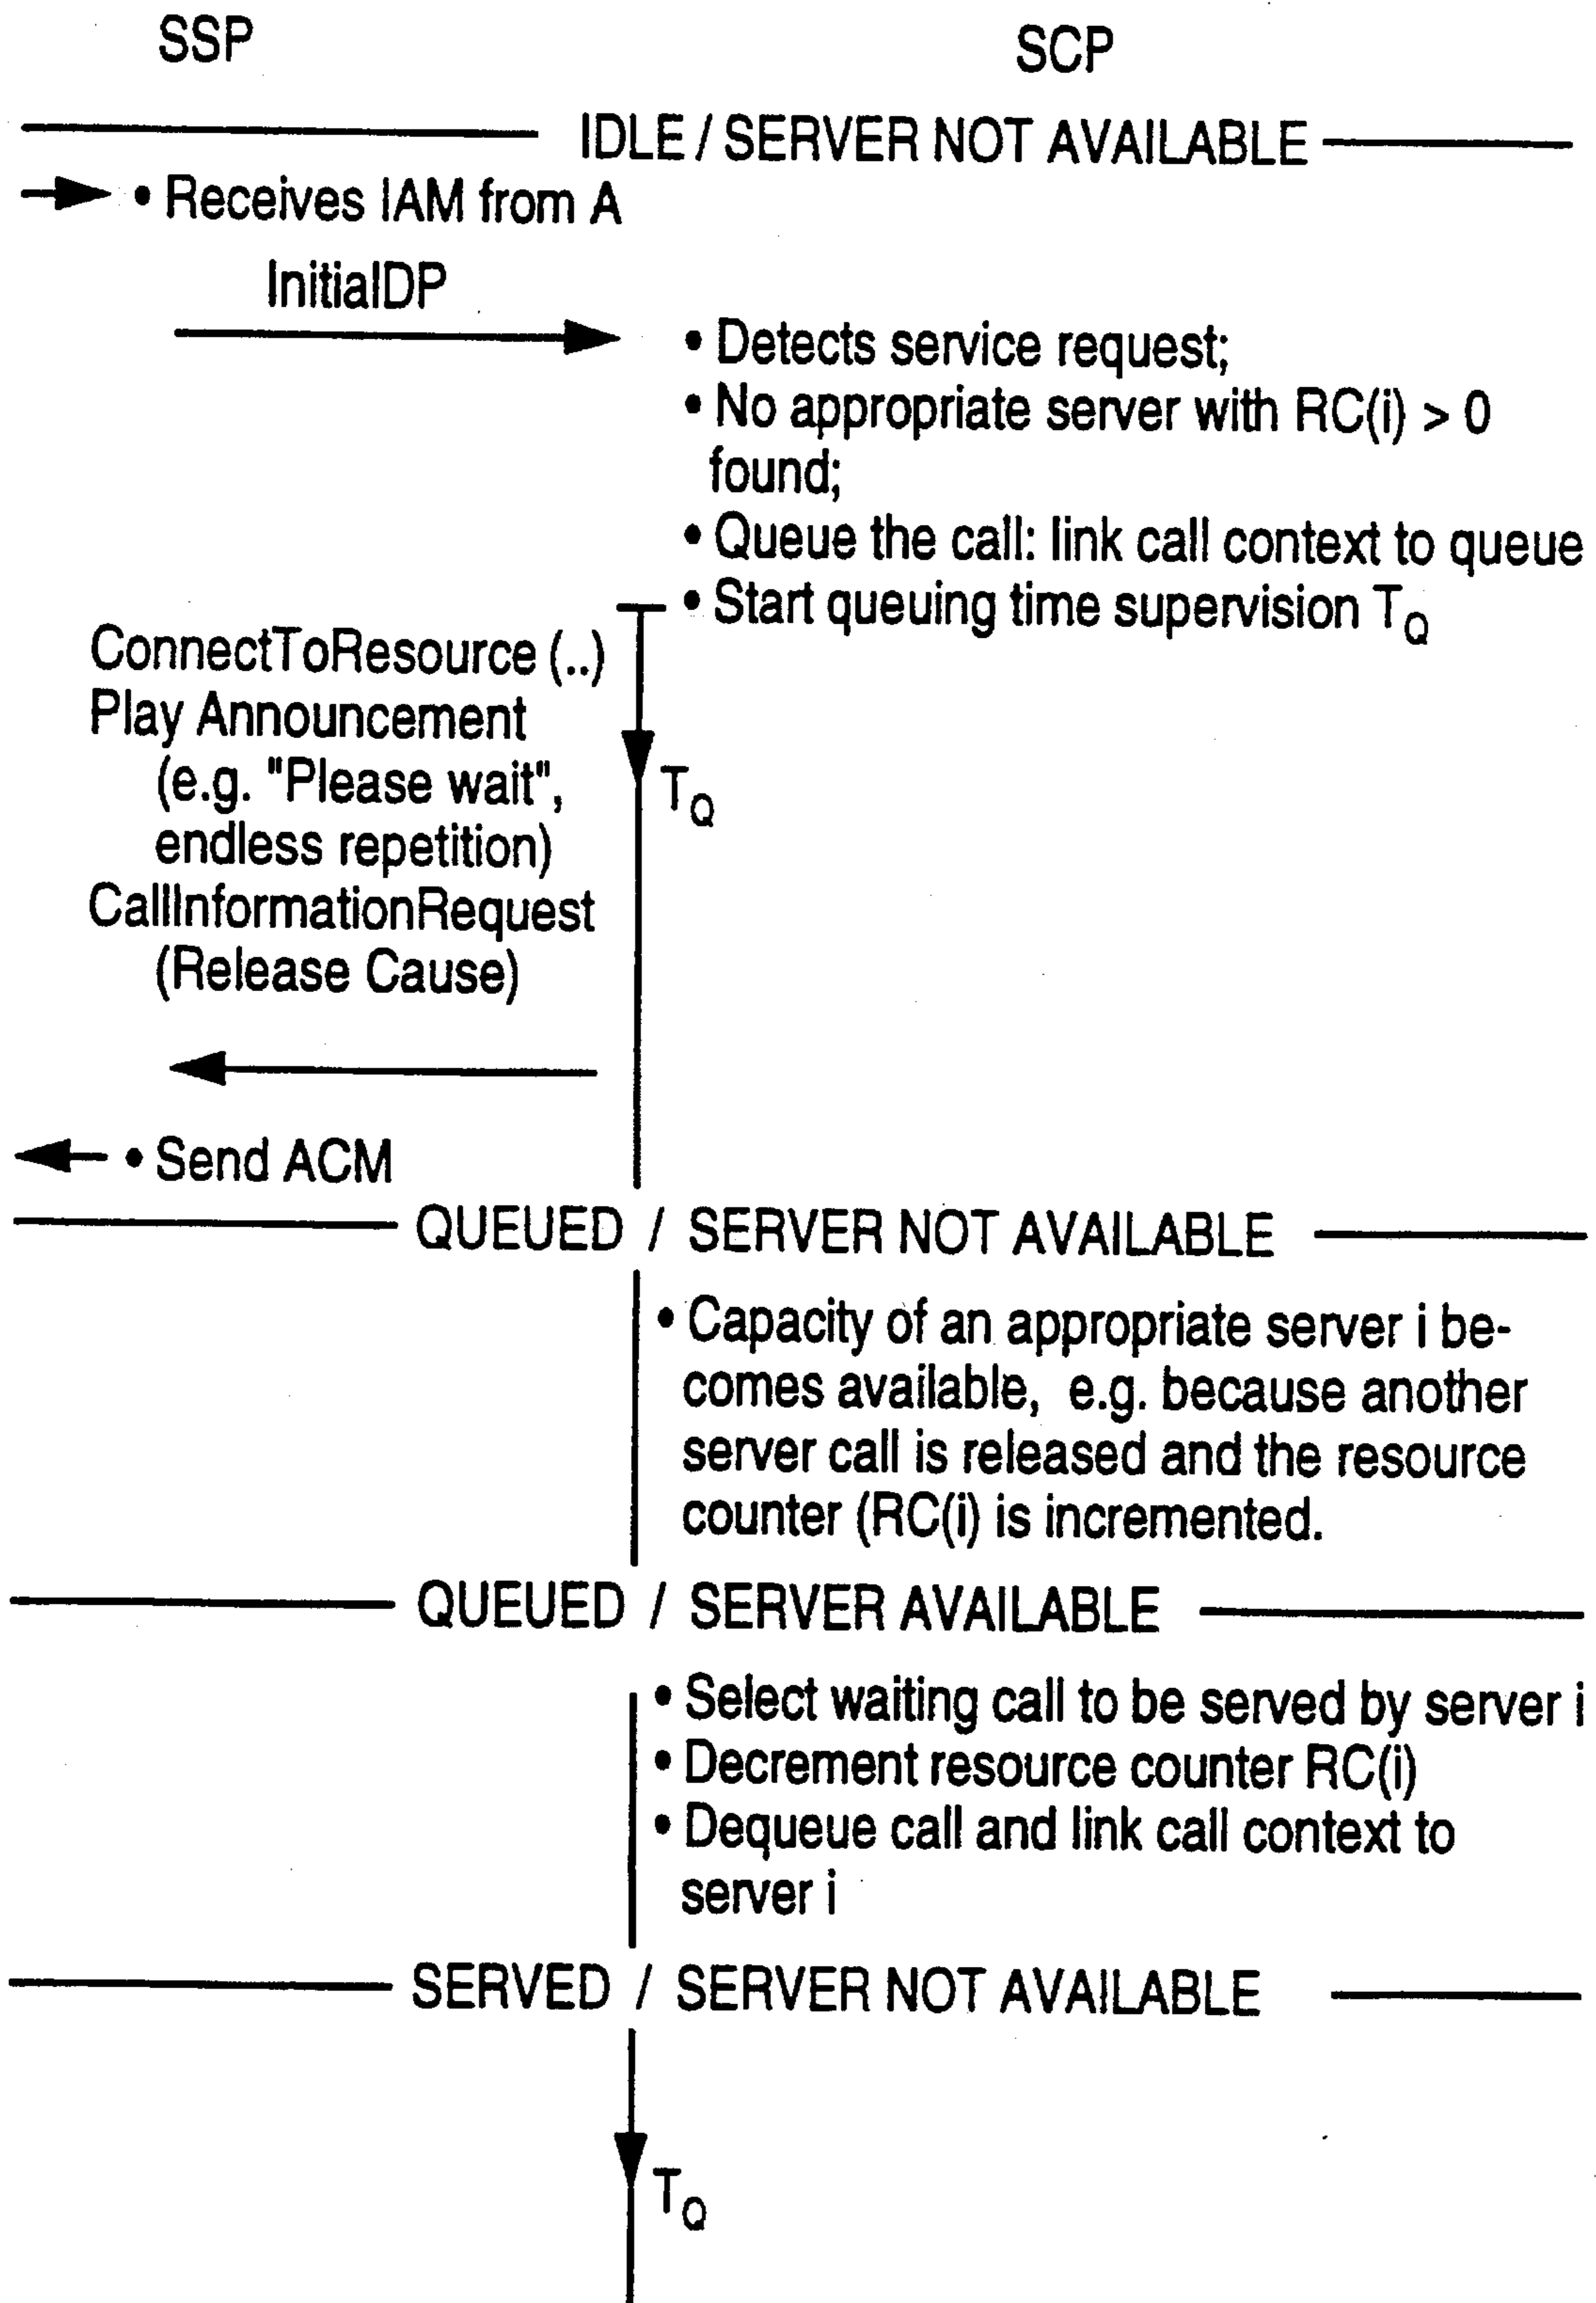 SSP
SCP
IDLE / SERVER NOT AVAILABLE
• Receives IAM from A
InitialDP
• Detects service request;
• No appropriate server with RC(i) > 0
found;
• Queue the call: link call context to queue
• Start queuing time supervision TQ
ConnectToResource (..)
Play Announcement
(e.g. "Please wait",
endless repetition)
CallInformationRequest
(Release Cause)
TQ
• Send ACM
QUEUED / SERVER NOT AVAILABLE
• Capacity of an appropriate server i be-
comes available, e.g. because another
server call is released and the resource
counter (RC(i) is incremented.
QUEUED / SERVER AVAILABLE
• Select waiting call to be served by server i
• Decrement resource counter RC(i)
• Dequeue call and link call context to
server i
SERVED / SERVER NOT AVAILABLE
TQ